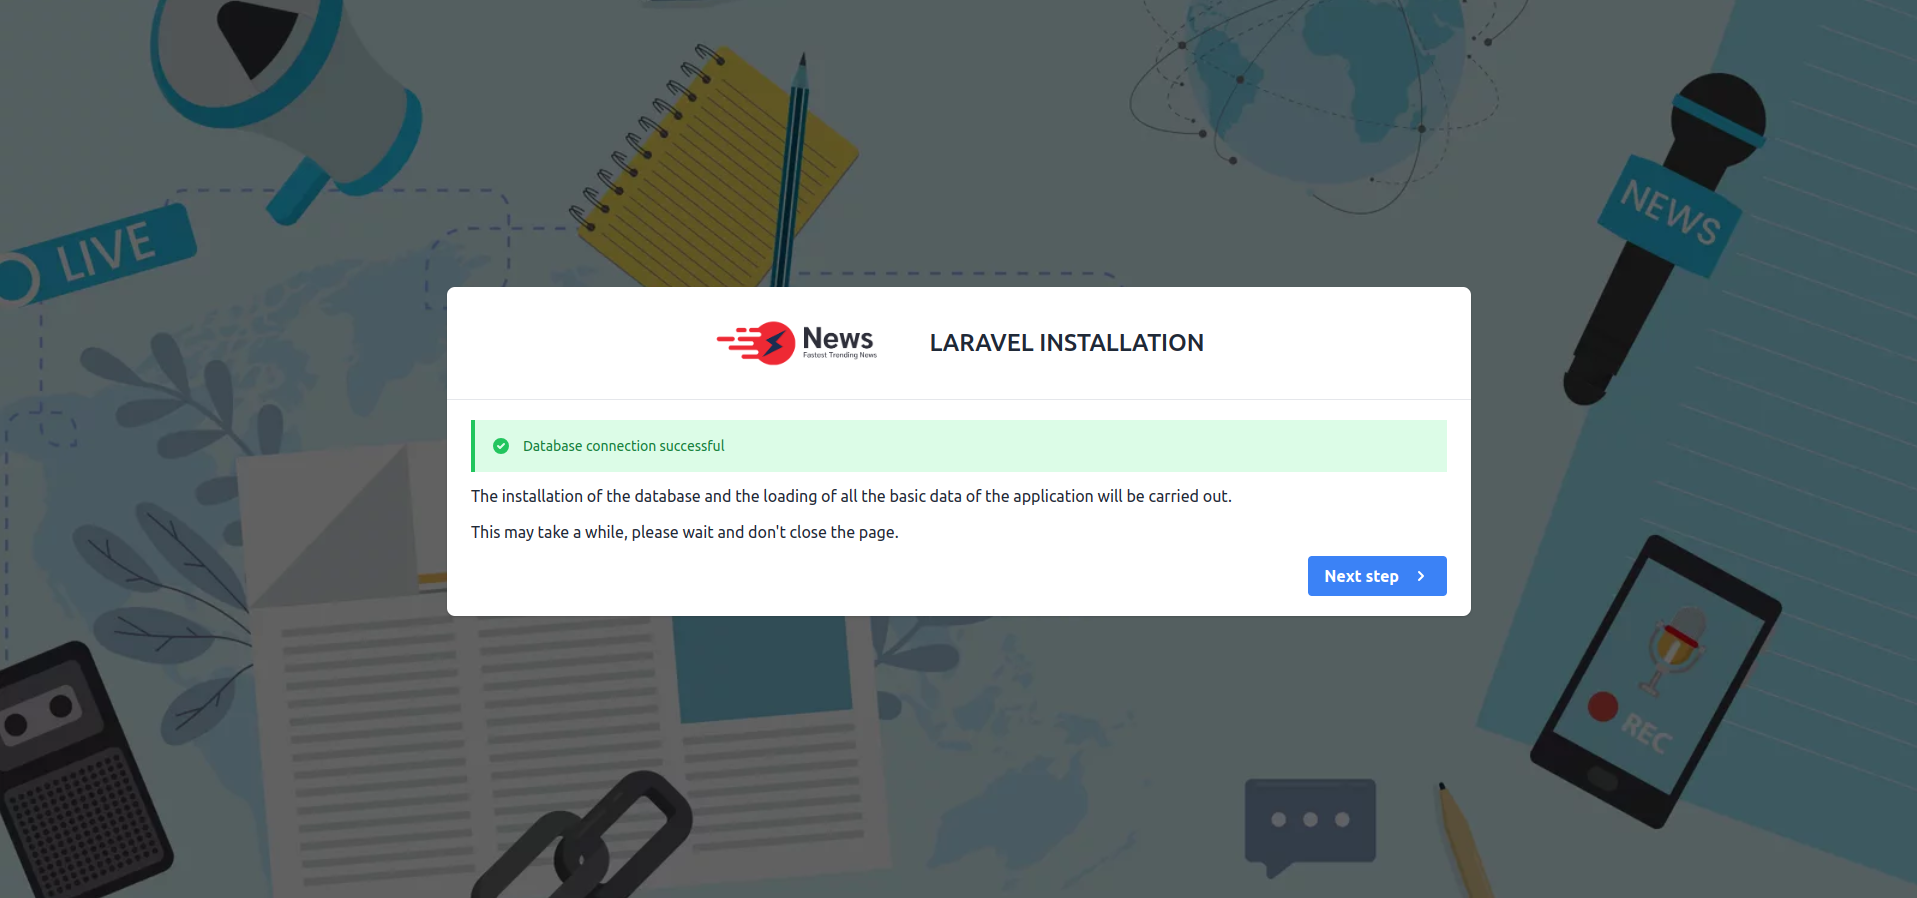 LIVE
NEWS
News
Fastest Trending News
LARAVEL INSTALLATION
Database connection successful
The installation of the database and the loading of all the basic data of the application will be carried out.
This may take a while, please wait and don't close the page.
Next step
REC